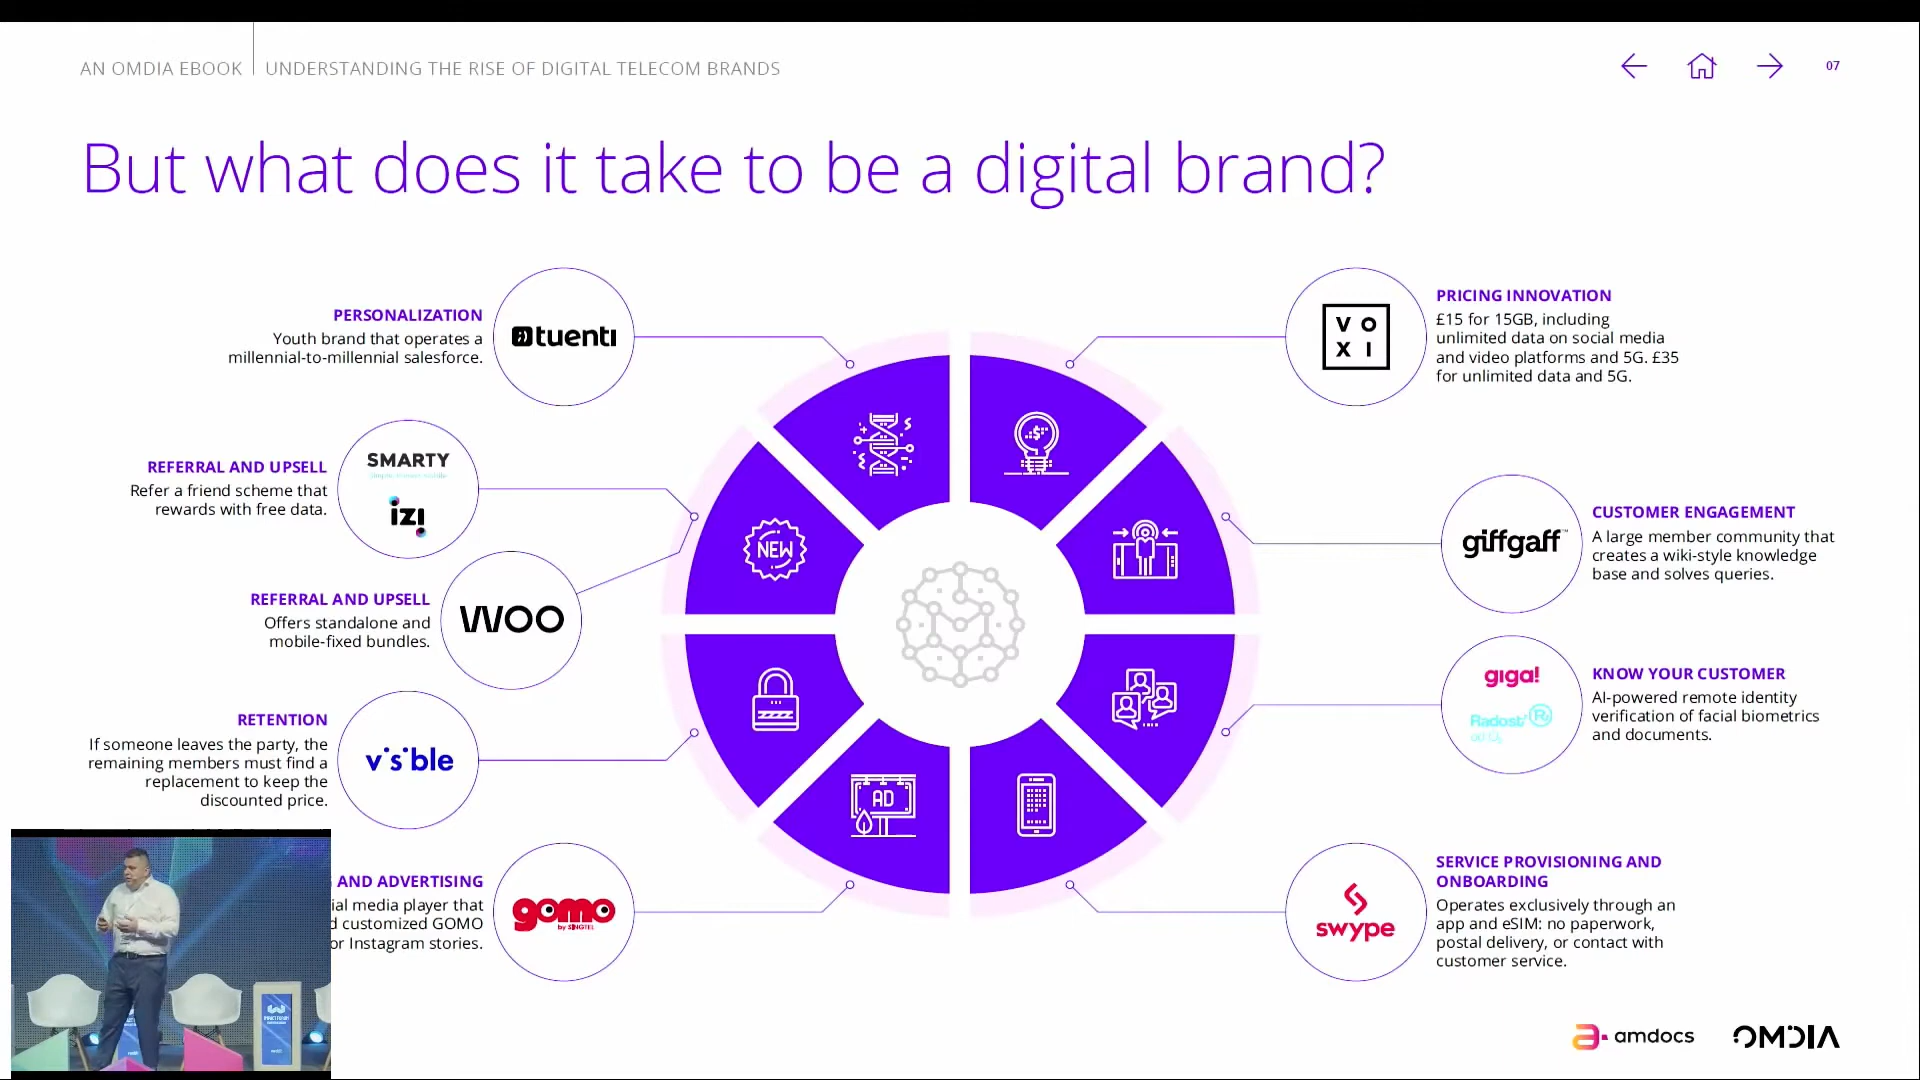 AN OMDIA EBOOK
UNDERSTANDING THE RISE OF DIGITAL TELECOM BRANDS
07
But what does it take to be a digital brand?
PERSONALIZATION
Youth brand that operates a
millennial-to-millennial salesforce.
tuenti
REFERRAL AND UPSELL
Refer a friend scheme that
rewards with free data.
SMARTY
izi
REFERRAL AND UPSELL
Offers standalone and
mobile-fixed bundles.
WOO
RETENTION
If someone leaves the party, the
remaining members must find a
replacement to keep the
discounted price.
visible
AND ADVERTISING
media player that
customized GOMO
or Instagram stories.
gomo
by SINGTEL
NEW
AD
$
VOXI
PRICING INNOVATION
£15 for 15GB, including
unlimited data on social media
and video platforms and 5G. £35
for unlimited data and 5G.
giffgaff™
CUSTOMER ENGAGEMENT
A large member community that
creates a wiki-style knowledge
base and solves queries.
giga!
Radost'
od O₂
KNOW YOUR CUSTOMER
AI-powered remote identity
verification of facial biometrics
and documents.
swype
SERVICE PROVISIONING AND
ONBOARDING
Operates exclusively through an
app and eSIM: no paperwork,
postal delivery, or contact with
customer service.
amdocs
OMDIA